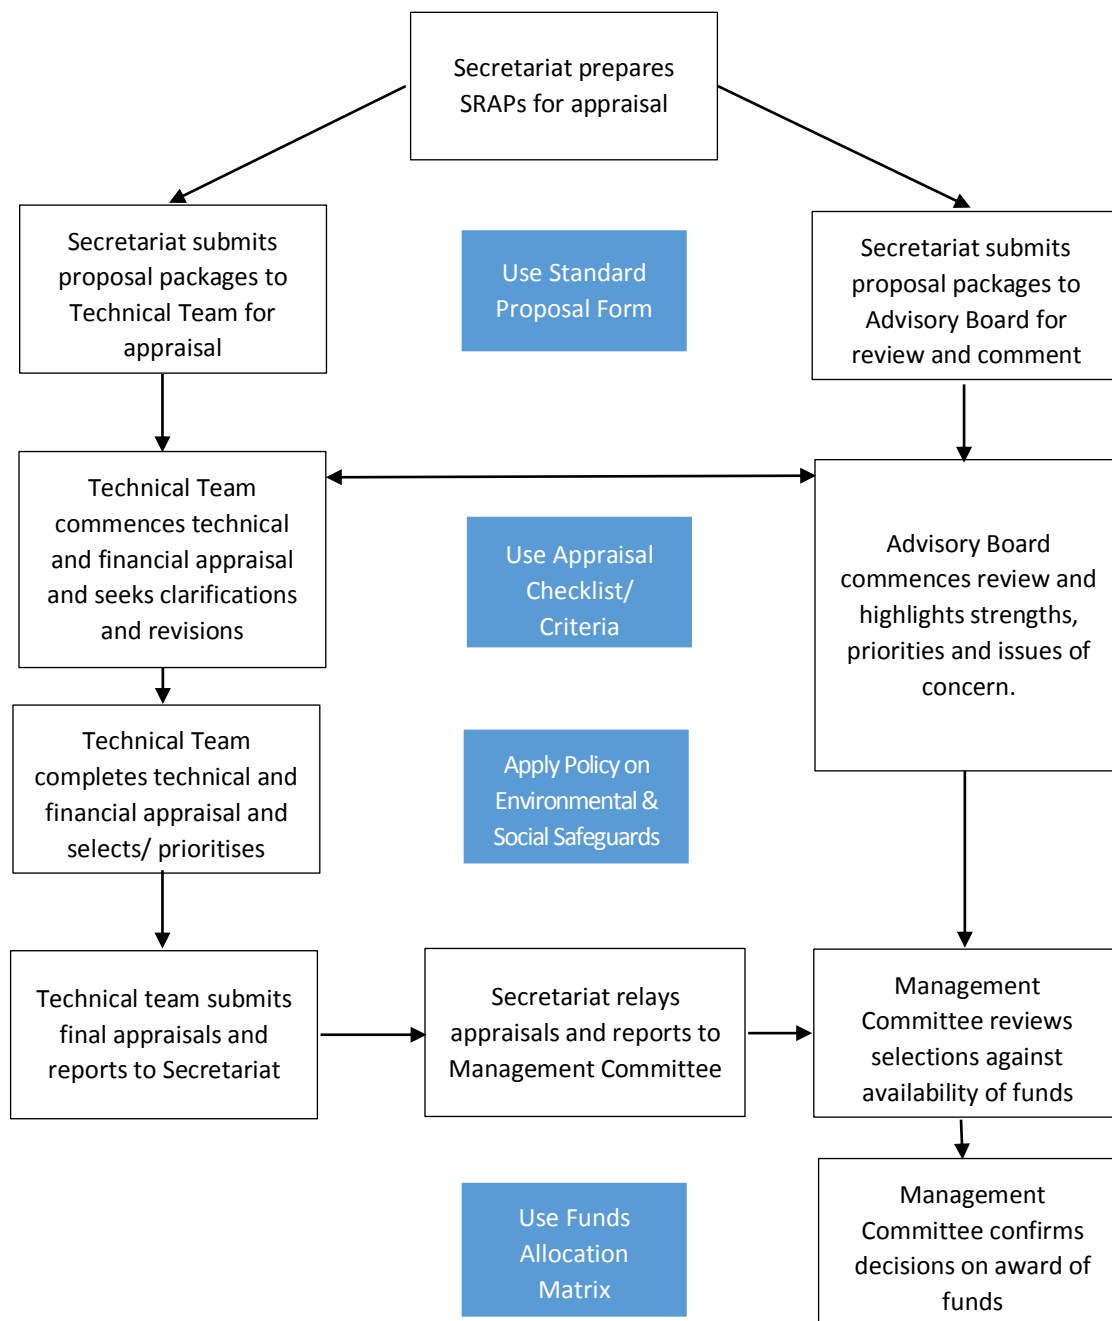 Secretariat prepares
SRAPs for appraisal
Secretariat submits
proposal packages to
Technical Team for
appraisal
Use Standard
Proposal Form
Secretariat submits
proposal packages to
Advisory Board for
review and comment
Technical Team
commences technical
and financial appraisal
and seeks clarifications
and revisions
Use Appraisal
Checklist/
Criteria
Advisory Board
commences review and
highlights strengths,
priorities and issues of
concern.
Technical Team
completes technical and
financial appraisal and
selects/ prioritises
Apply Policy on
Environmental &
Social Safeguards
Technical team submits
final appraisals and
reports to Secretariat
Secretariat relays
appraisals and reports to
Management Committee
Management
Committee reviews
selections against
availability of funds
Use Funds
Allocation
Matrix
Management
Committee confirms
decisions on award of
funds